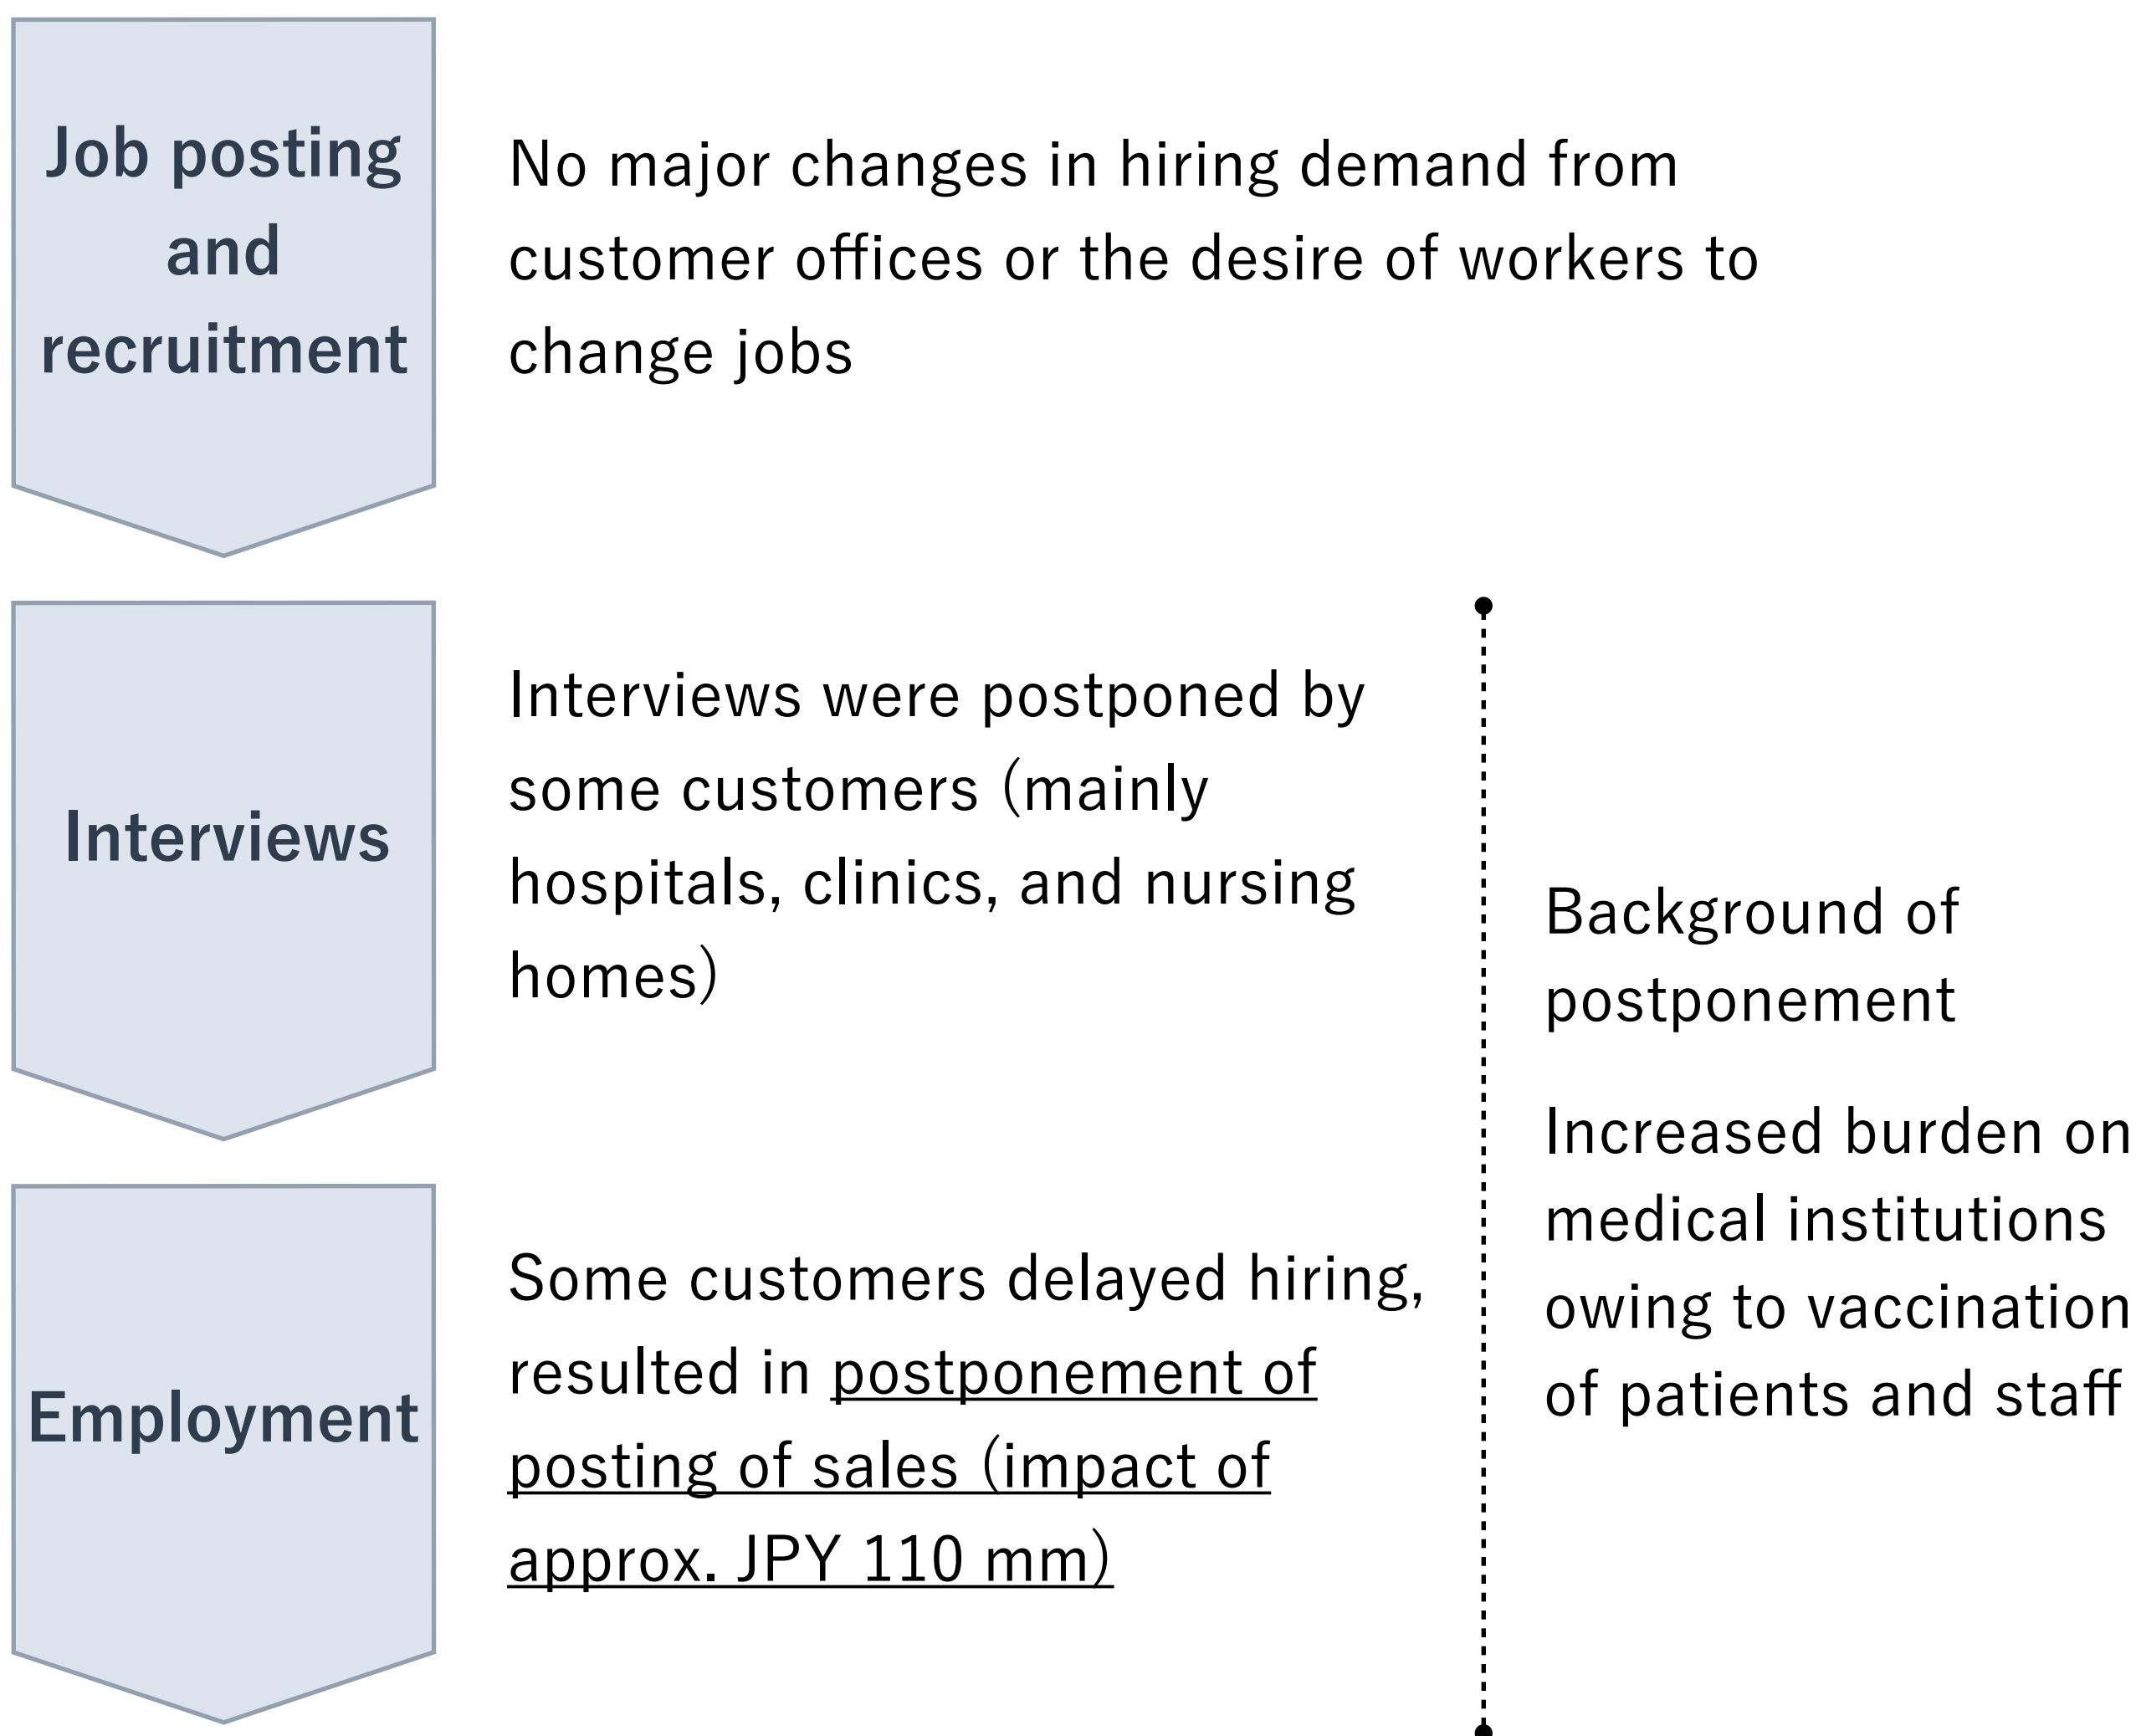 Job posting
and
recruitment
No major changes in hiring demand from
customer offices or the desire of workers to
change jobs
Interviews
Interviews were postponed by
some customers (mainly
hospitals, clinics, and nursing
homes)
Employment
Some customers delayed hiring,
resulted in postponement of
posting of sales (impact of
approx. JPY 110 mm)
Background of
postponement
Increased burden on
medical institutions
owing to vaccination
of patients and staff